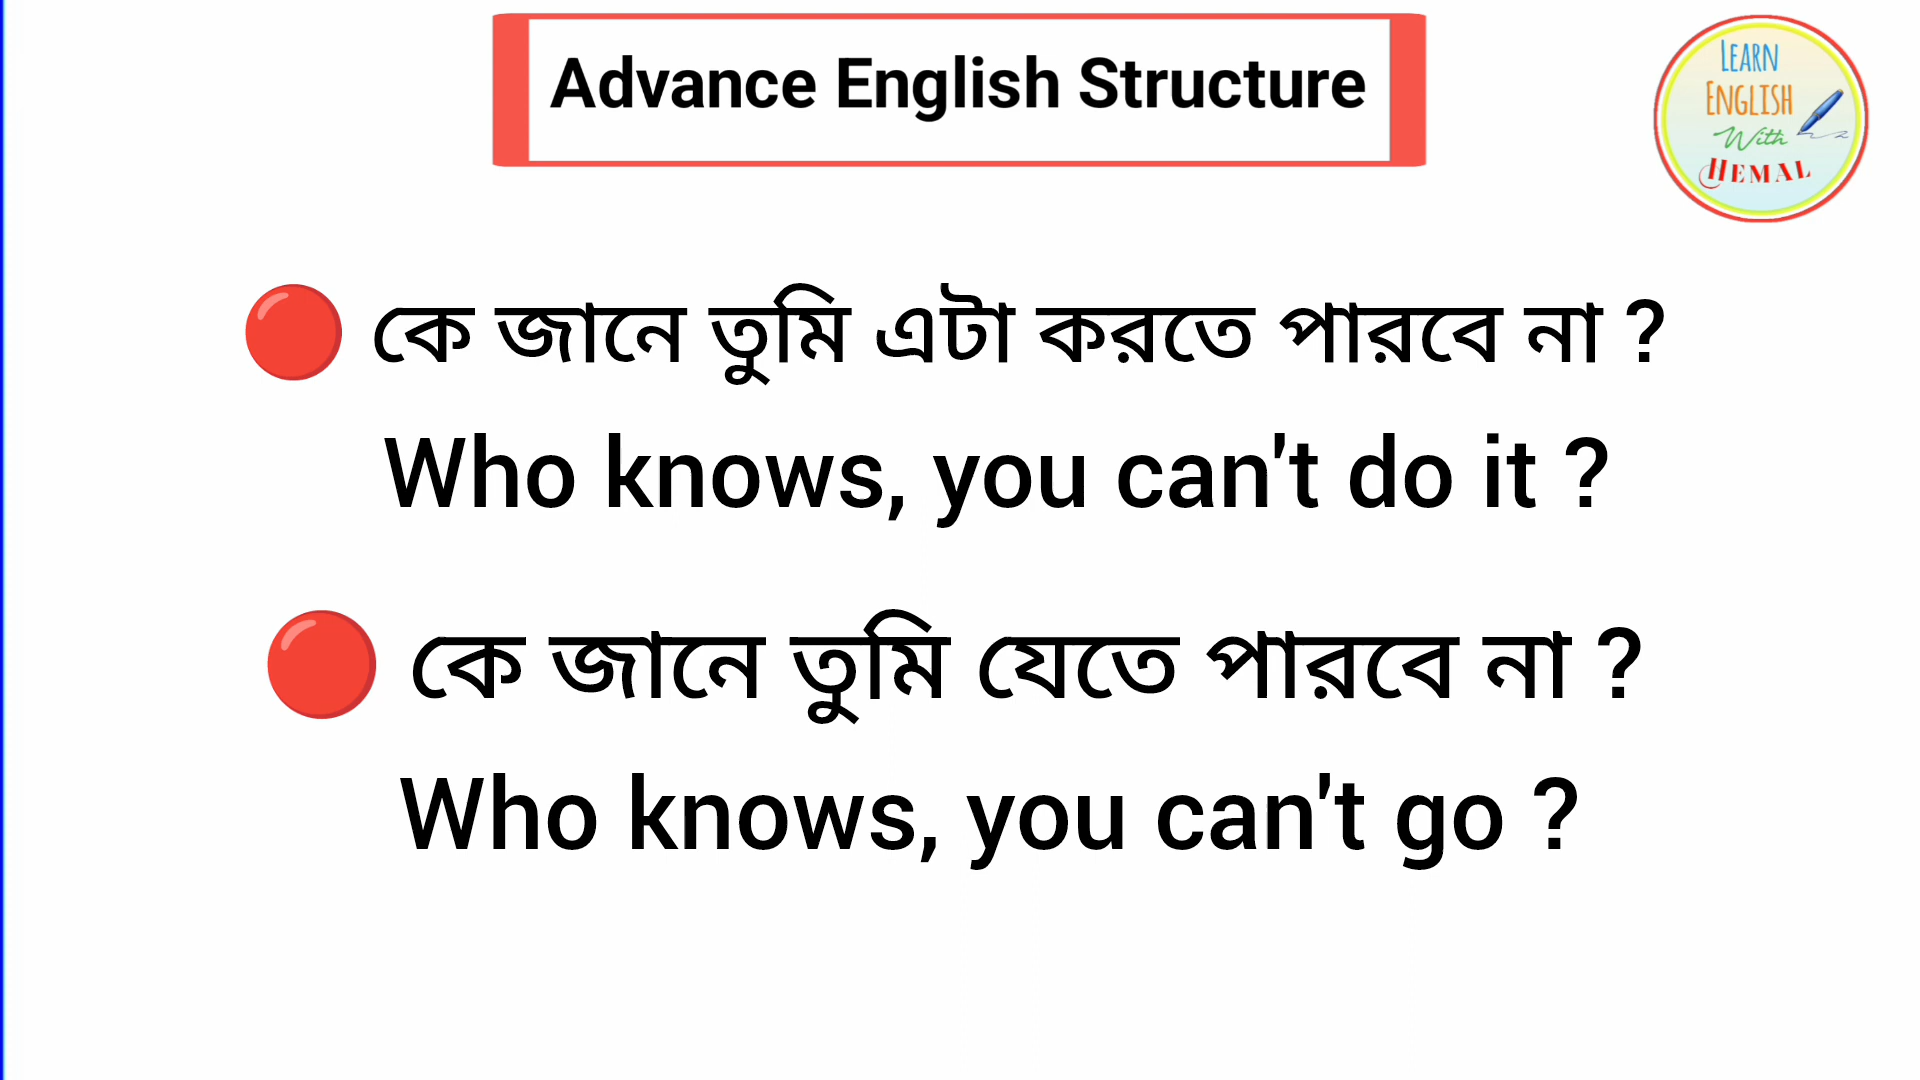 Advance English Structure
LEARN
ENGLISH
With
HEMAL
🔴 কে জানে তুমি এটা করতে পারবে না ?
Who knows, you can't do it ?
🔴 কে জানে তুমি যেতে পারবে না ?
Who knows, you can't go ?